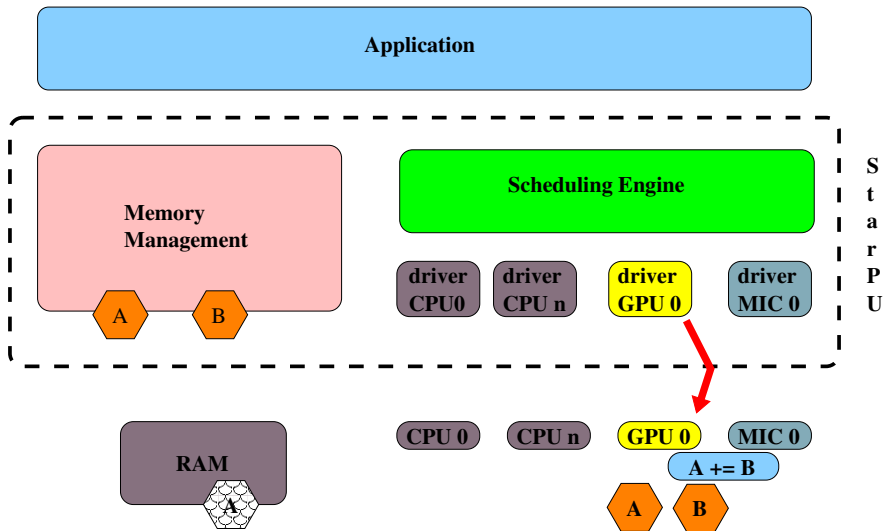 Application
Memory
Management
A
B
Scheduling Engine
driver
CPU0
driver
CPU n
driver
GPU 0
driver
MIC 0
StarPU
RAM
A
CPU 0
CPU n
GPU 0
MIC 0
A += B
A
B